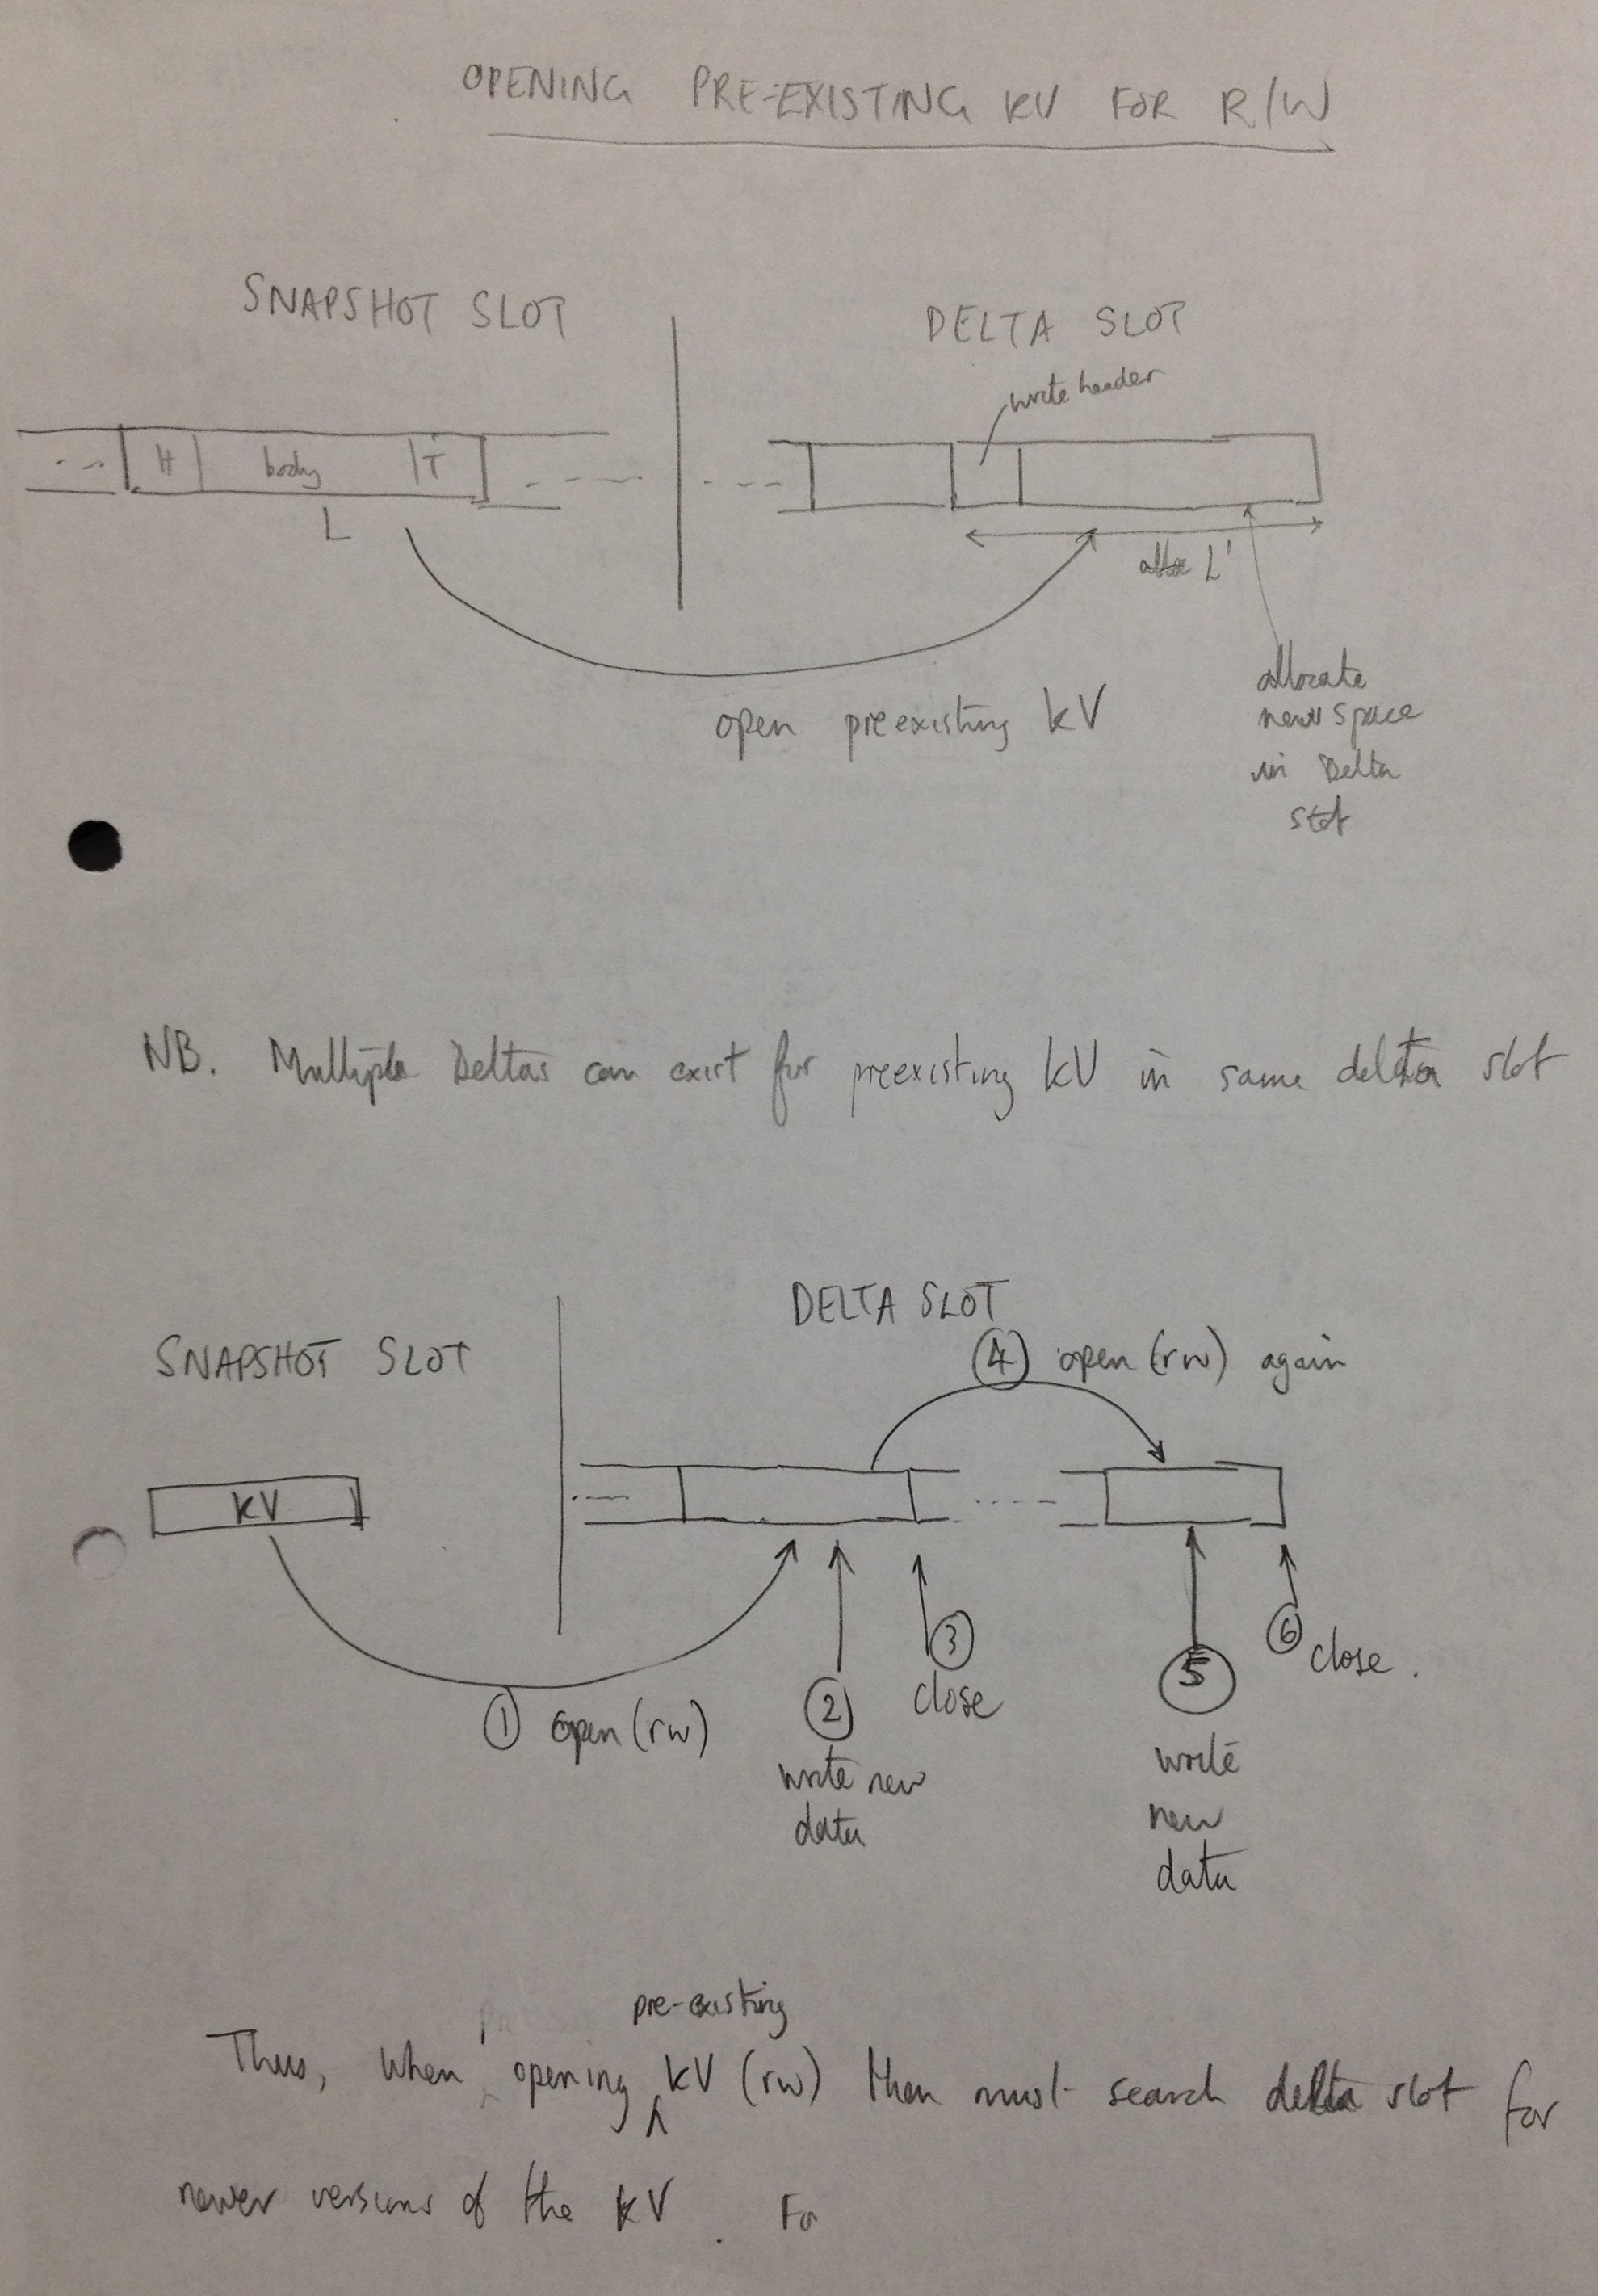 OPENING PRE-EXISTING KV FOR R/W
SNAPSHOT SLOT
DELTA SLOT
H body T
L
write header
L'
allocate
new space
in Delta
slot
open preexisting KV
NB. Multiple Deltas can exist for preexisting KV in same delta slot
SNAPSHOT SLOT
DELTA SLOT
KV
① open (rw)
② write new
data
③ close
④ open (rw) again
⑤ write
new
data
⑥ close.
pre-existing
Thus, when opening KV (rw) then must search delta slot for
newer versions of the KV. For